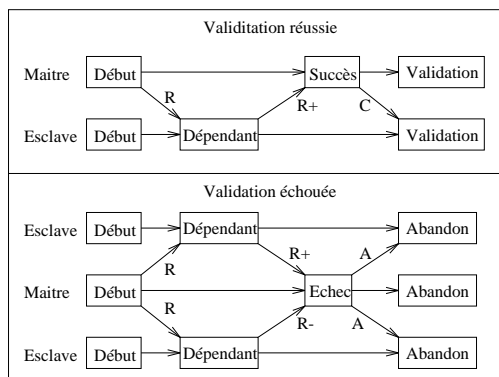 Validitation réussie
Maitre Début Succès Validation
R R+ C
Esclave Début Dépendant Validation
Validation échouée
Esclave Début Dépendant Abandon
R R+ A
Maitre Début Echec Abandon
R R- A
Esclave Début Dépendant Abandon